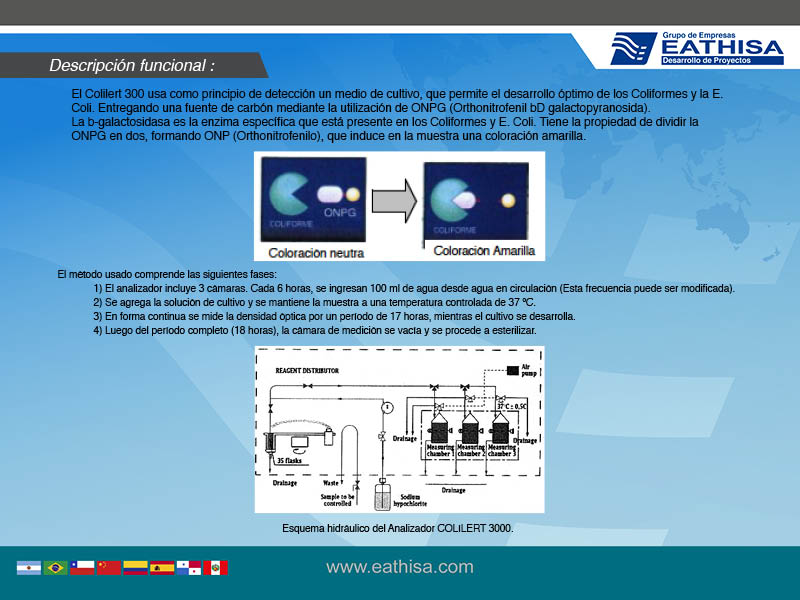 Grupo de Empresas
EATHISA
Desarrollo de Proyectos
Descripción funcional :
El Colilert 300 usa como principio de detección un medio de cultivo, que permite el desarrollo óptimo de los Coliformes y la E.
Coli. Entregando una fuente de carbón mediante la utilización de ONPG (Orthonitrofenil bD galactopyranosida).
La b-galactosidasa es la enzima específica que está presente en los Coliformes y E. Coli. Tiene la propiedad de dividir la
ONPG en dos, formando ONP (Orthonitrofenilo), que induce en la muestra una coloración amarilla.
COLIFORME
ONPG
COLIFORME
Coloración neutra
Coloración Amarilla
El método usado comprende las siguientes fases:
1) El analizador incluye 3 cámaras. Cada 6 horas, se ingresan 100 ml de agua desde agua en circulación (Esta frecuencia puede ser modificada).
2) Se agrega la solución de cultivo y se mantiene la muestra a una temperatura controlada de 37 ºC.
3) En forma continua se mide la densidad óptica por un período de 17 horas, mientras el cultivo se desarrolla.
4) Luego del período completo (18 horas), la cámara de medición se vacía y se procede a esterilizar.
REAGENT DISTRIBUTOR
Air
pump
37°C ± 0,5C
Drainage
Drainage
Measuring
chamber 1
Measuring
chamber 2
Measuring
chamber 3
35 flasks
Drainage
Waste
Sample to be
controlled
Sodium
hypochlorite
Drainage
Esquema hidráulico del Analizador COLiLERT 3000.
www.eathisa.com